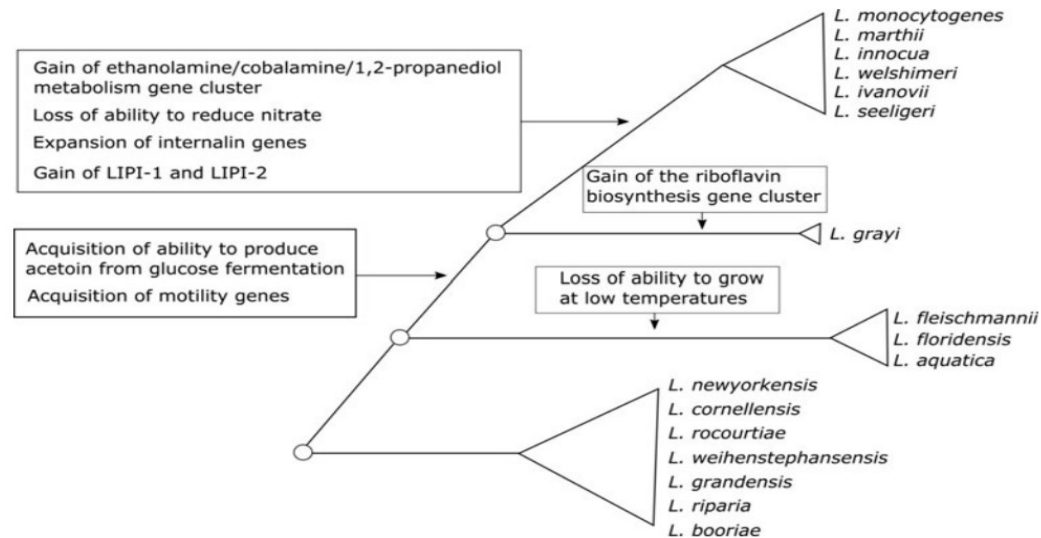 L. monocytogenes
L. marthii
L. innocua
L. welshimeri
L. ivanovii
L. seeligeri
Gain of ethanolamine/cobalamine/1,2-propanediol
metabolism gene cluster
Loss of ability to reduce nitrate
Expansion of internalin genes
Gain of LIPI-1 and LIPI-2
Gain of the riboflavin
biosynthesis gene cluster
L. grayi
Acquisition of ability to produce
acetoin from glucose fermentation
Acquisition of motility genes
Loss of ability to grow
at low temperatures
L. fleischmannii
L. floridensis
L. aquatica
L. newyorkensis
L. cornellensis
L. rocourtiae
L. weihenstephansensis
L. grandensis
L. riparia
L. booriae